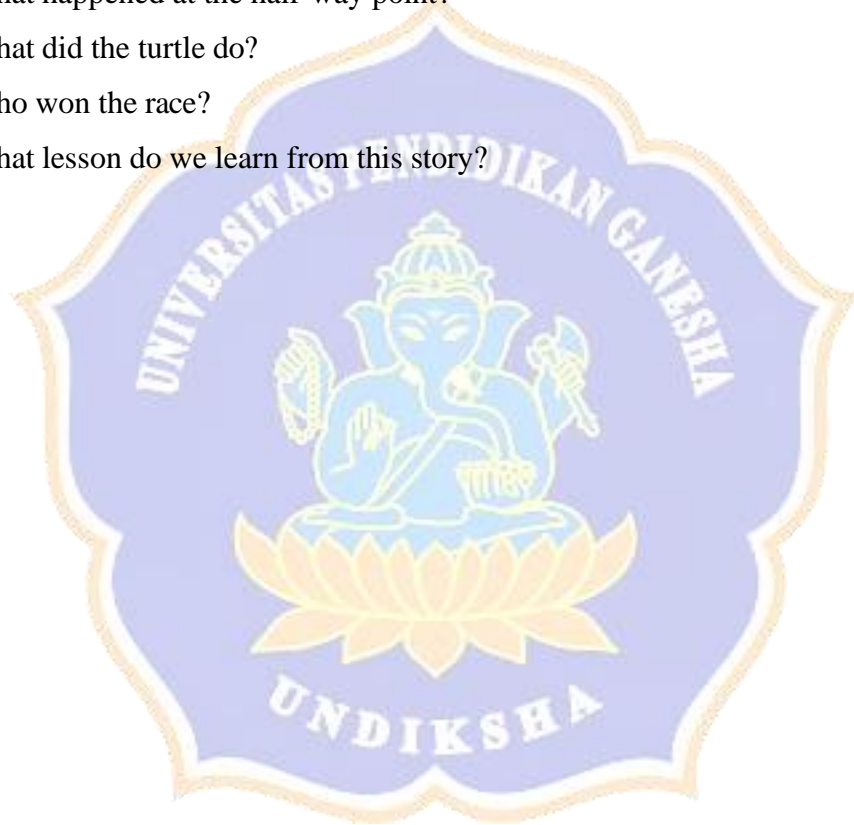 hat happened at the half-way point?
hat did the turtle do?
ho won the race?
hat lesson do we learn from this story?
UNIVERSITAS PENDIDIKAN GANESHA
UNDIKSHA